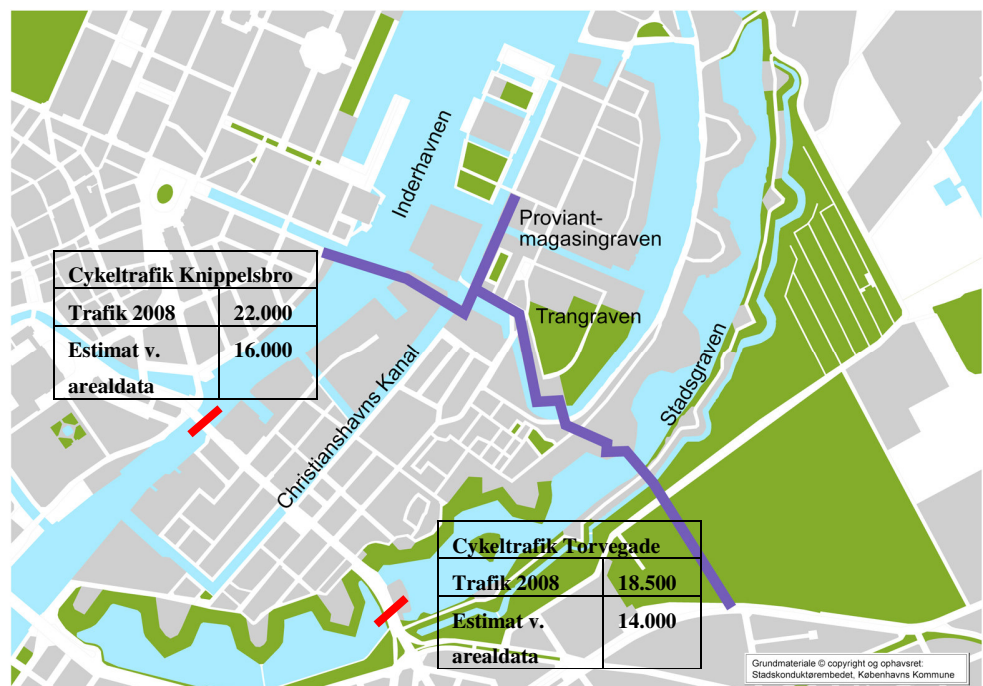 Inderhavnen
Proviant-
magasingraven
Cykeltrafik Knippelsbro
Trafik 2008 22.000
Estimat v. 16.000
arealdata
Trangraven
Stadsgraven
Christianshavns Kanal
Cykeltrafik Torvegade
Trafik 2008 18.500
Estimat v. 14.000
arealdata
Grundmateriale © copyright og ophavsret:
Stadskonduktørembedet, Københavns Kommune